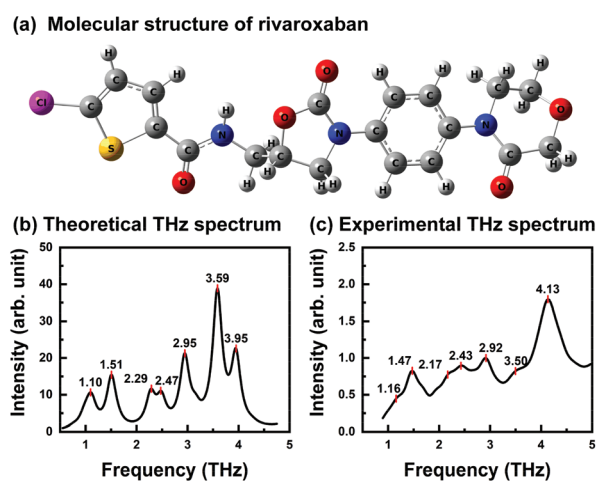 (a) Molecular structure of rivaroxaban
H
H
C
C
Cl
C
C
S
C
O
N
H
C
H
H
O
C
O
N
C
H
C
H
H
H
H
C
C
C
C
C
C
H
H
N
C
H
H
C
H
H
O
C
O
C
H
H
(b) Theoretical THz spectrum
50
40
30
20
10
0
Intensity (arb. unit)
1.10
1.51
2.29
2.47
2.95
3.59
3.95
1 2 3 4 5
Frequency (THz)
(c) Experimental THz spectrum
2.5
2.0
1.5
1.0
0.5
0.0
Intensity (arb. unit)
1.16
1.47
2.17
2.43
2.92
3.50
4.13
1 2 3 4 5
Frequency (THz)